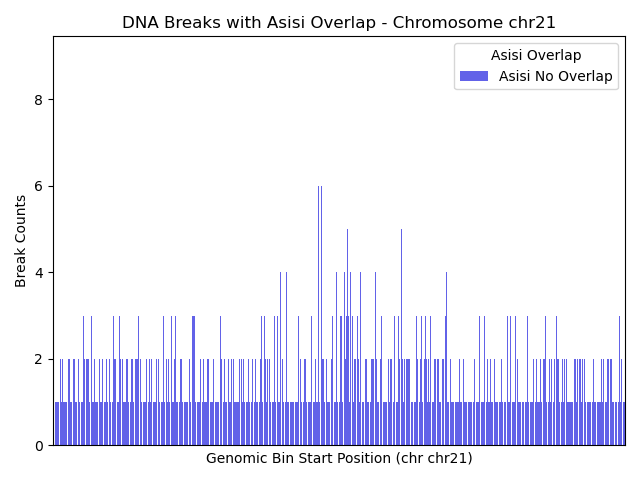 DNA Breaks with Asisi Overlap - Chromosome chr21
Asisi Overlap
Asisi No Overlap
8
6
4
2
0
Break Counts
Genomic Bin Start Position (chr chr21)